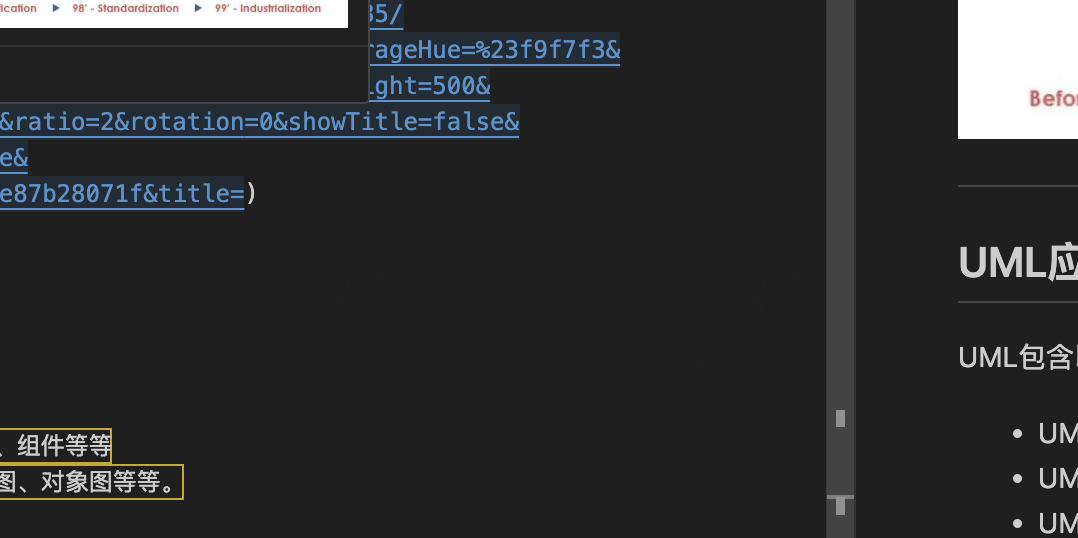 98' - Standardization ▶ 99' - Industrialization
35/
rageHue=%23f9f7f3&
ght=500&
&ratio=2&rotation=0&showTitle=false&
e&
e87b28071f&title=)
、组件等等
图、对象图等等。
UML应
UML包含
• UM
• UM
• UM